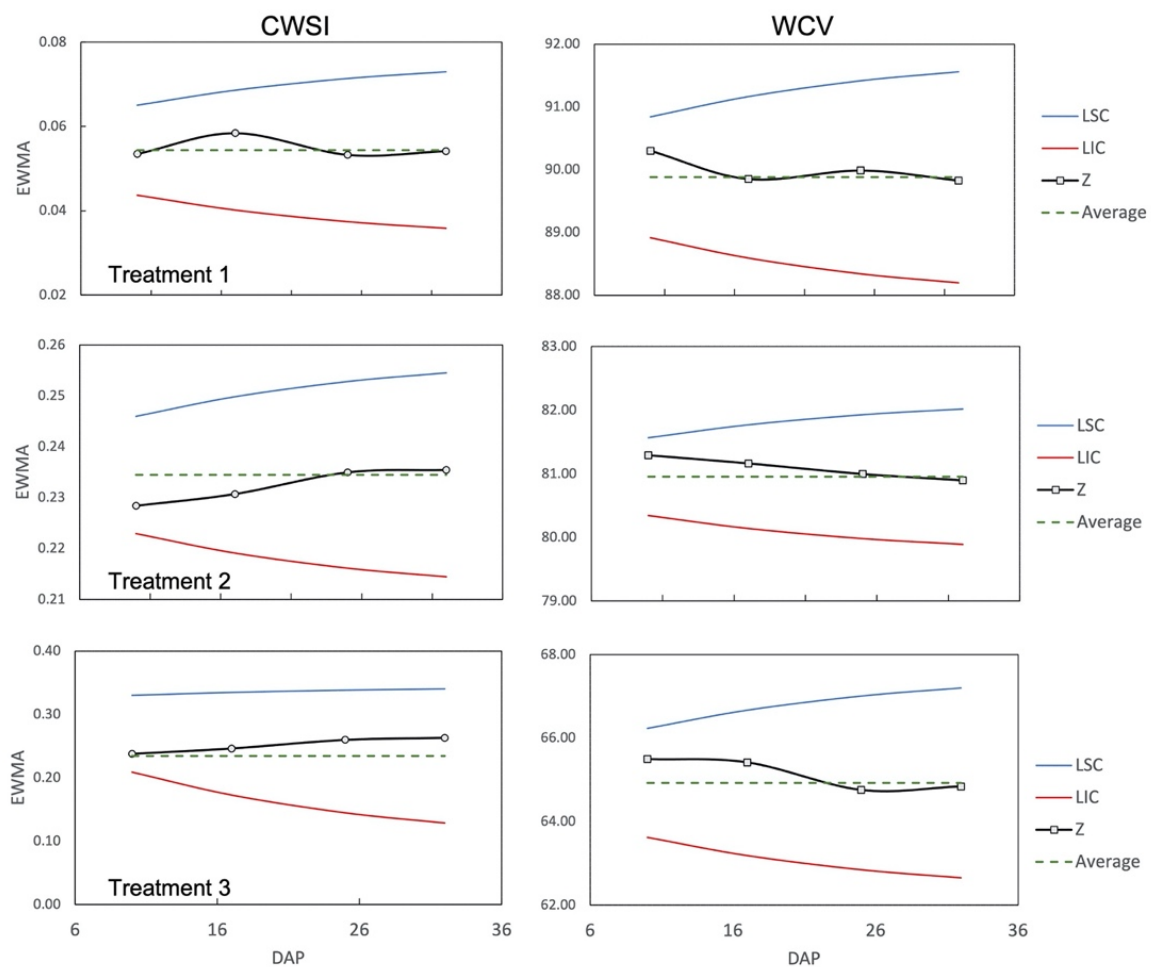 CWSI
WCV
0.08
0.06
0.04
0.02
EWMA
Treatment 1
92.00
91.00
90.00
89.00
88.00
LSC
LIC
Z
Average
0.26
0.25
0.24
0.23
0.22
0.21
EWMA
Treatment 2
83.00
82.00
81.00
80.00
79.00
LSC
LIC
Z
Average
0.40
0.30
0.20
0.10
0.00
EWMA
Treatment 3
6 16 26 36
DAP
68.00
66.00
64.00
62.00
6 16 26 36
DAP
LSC
LIC
Z
Average